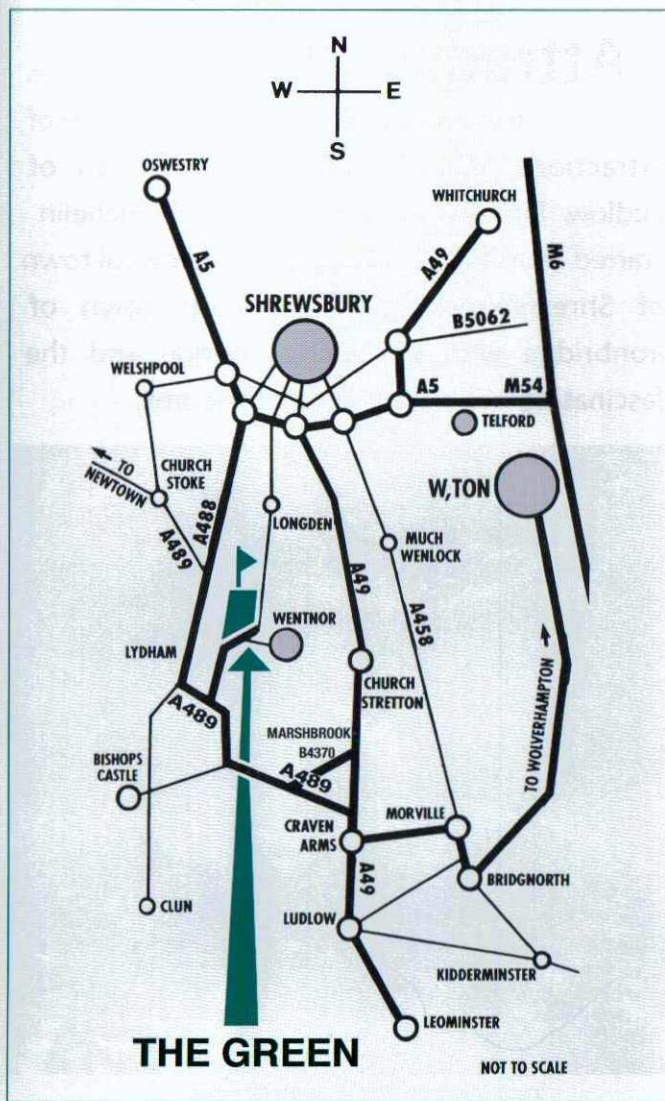 N
W E
S
OSWESTRY
WHITCHURCH
A5
A49
M6
SHREWSBURY
B5062
WELSHPOOL
A5
M54
TELFORD
TO
NEWTOWN
CHURCH
STOKE
A488
A489
LONGDEN
W,TON
MUCH
WENLOCK
A49
A458
WENTNOR
LYDHAM
CHURCH
STRETTON
A489
MARSHBROOK
B4370
A489
TO WOLVERHAMPTON
BISHOPS
CASTLE
MORVILLE
CRAVEN
ARMS
A49
BRIDGNORTH
CLUN
LUDLOW
KIDDERMINSTER
LEOMINSTER
THE GREEN
NOT TO SCALE